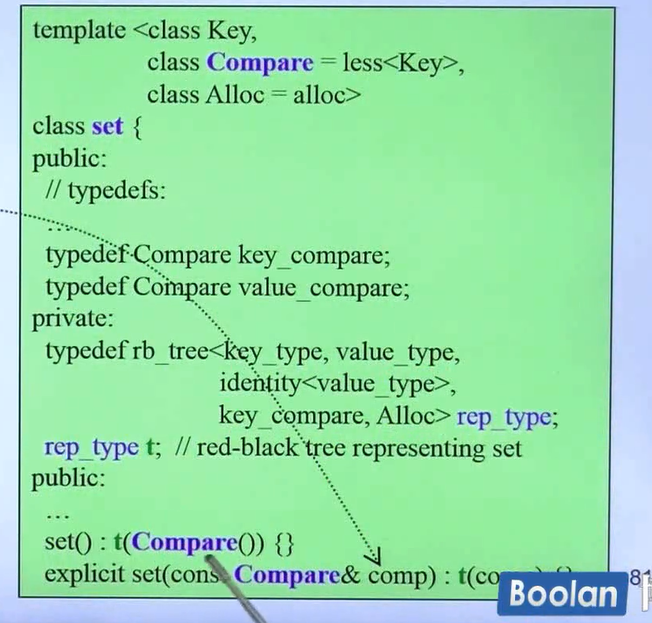 template <class Key,
class Compare = less<Key>,
class Alloc = alloc>
class set {
public:
// typedefs:
...
typedef Compare key_compare;
typedef Compare value_compare;
private:
typedef rb_tree<key_type, value_type,
identity<value_type>,
key_compare, Alloc> rep_type;
rep_type t; // red-black tree representing set
public:
...
set() : t(Compare()) {}
explicit set(cons Compare& comp) : t(co
Boolan
81